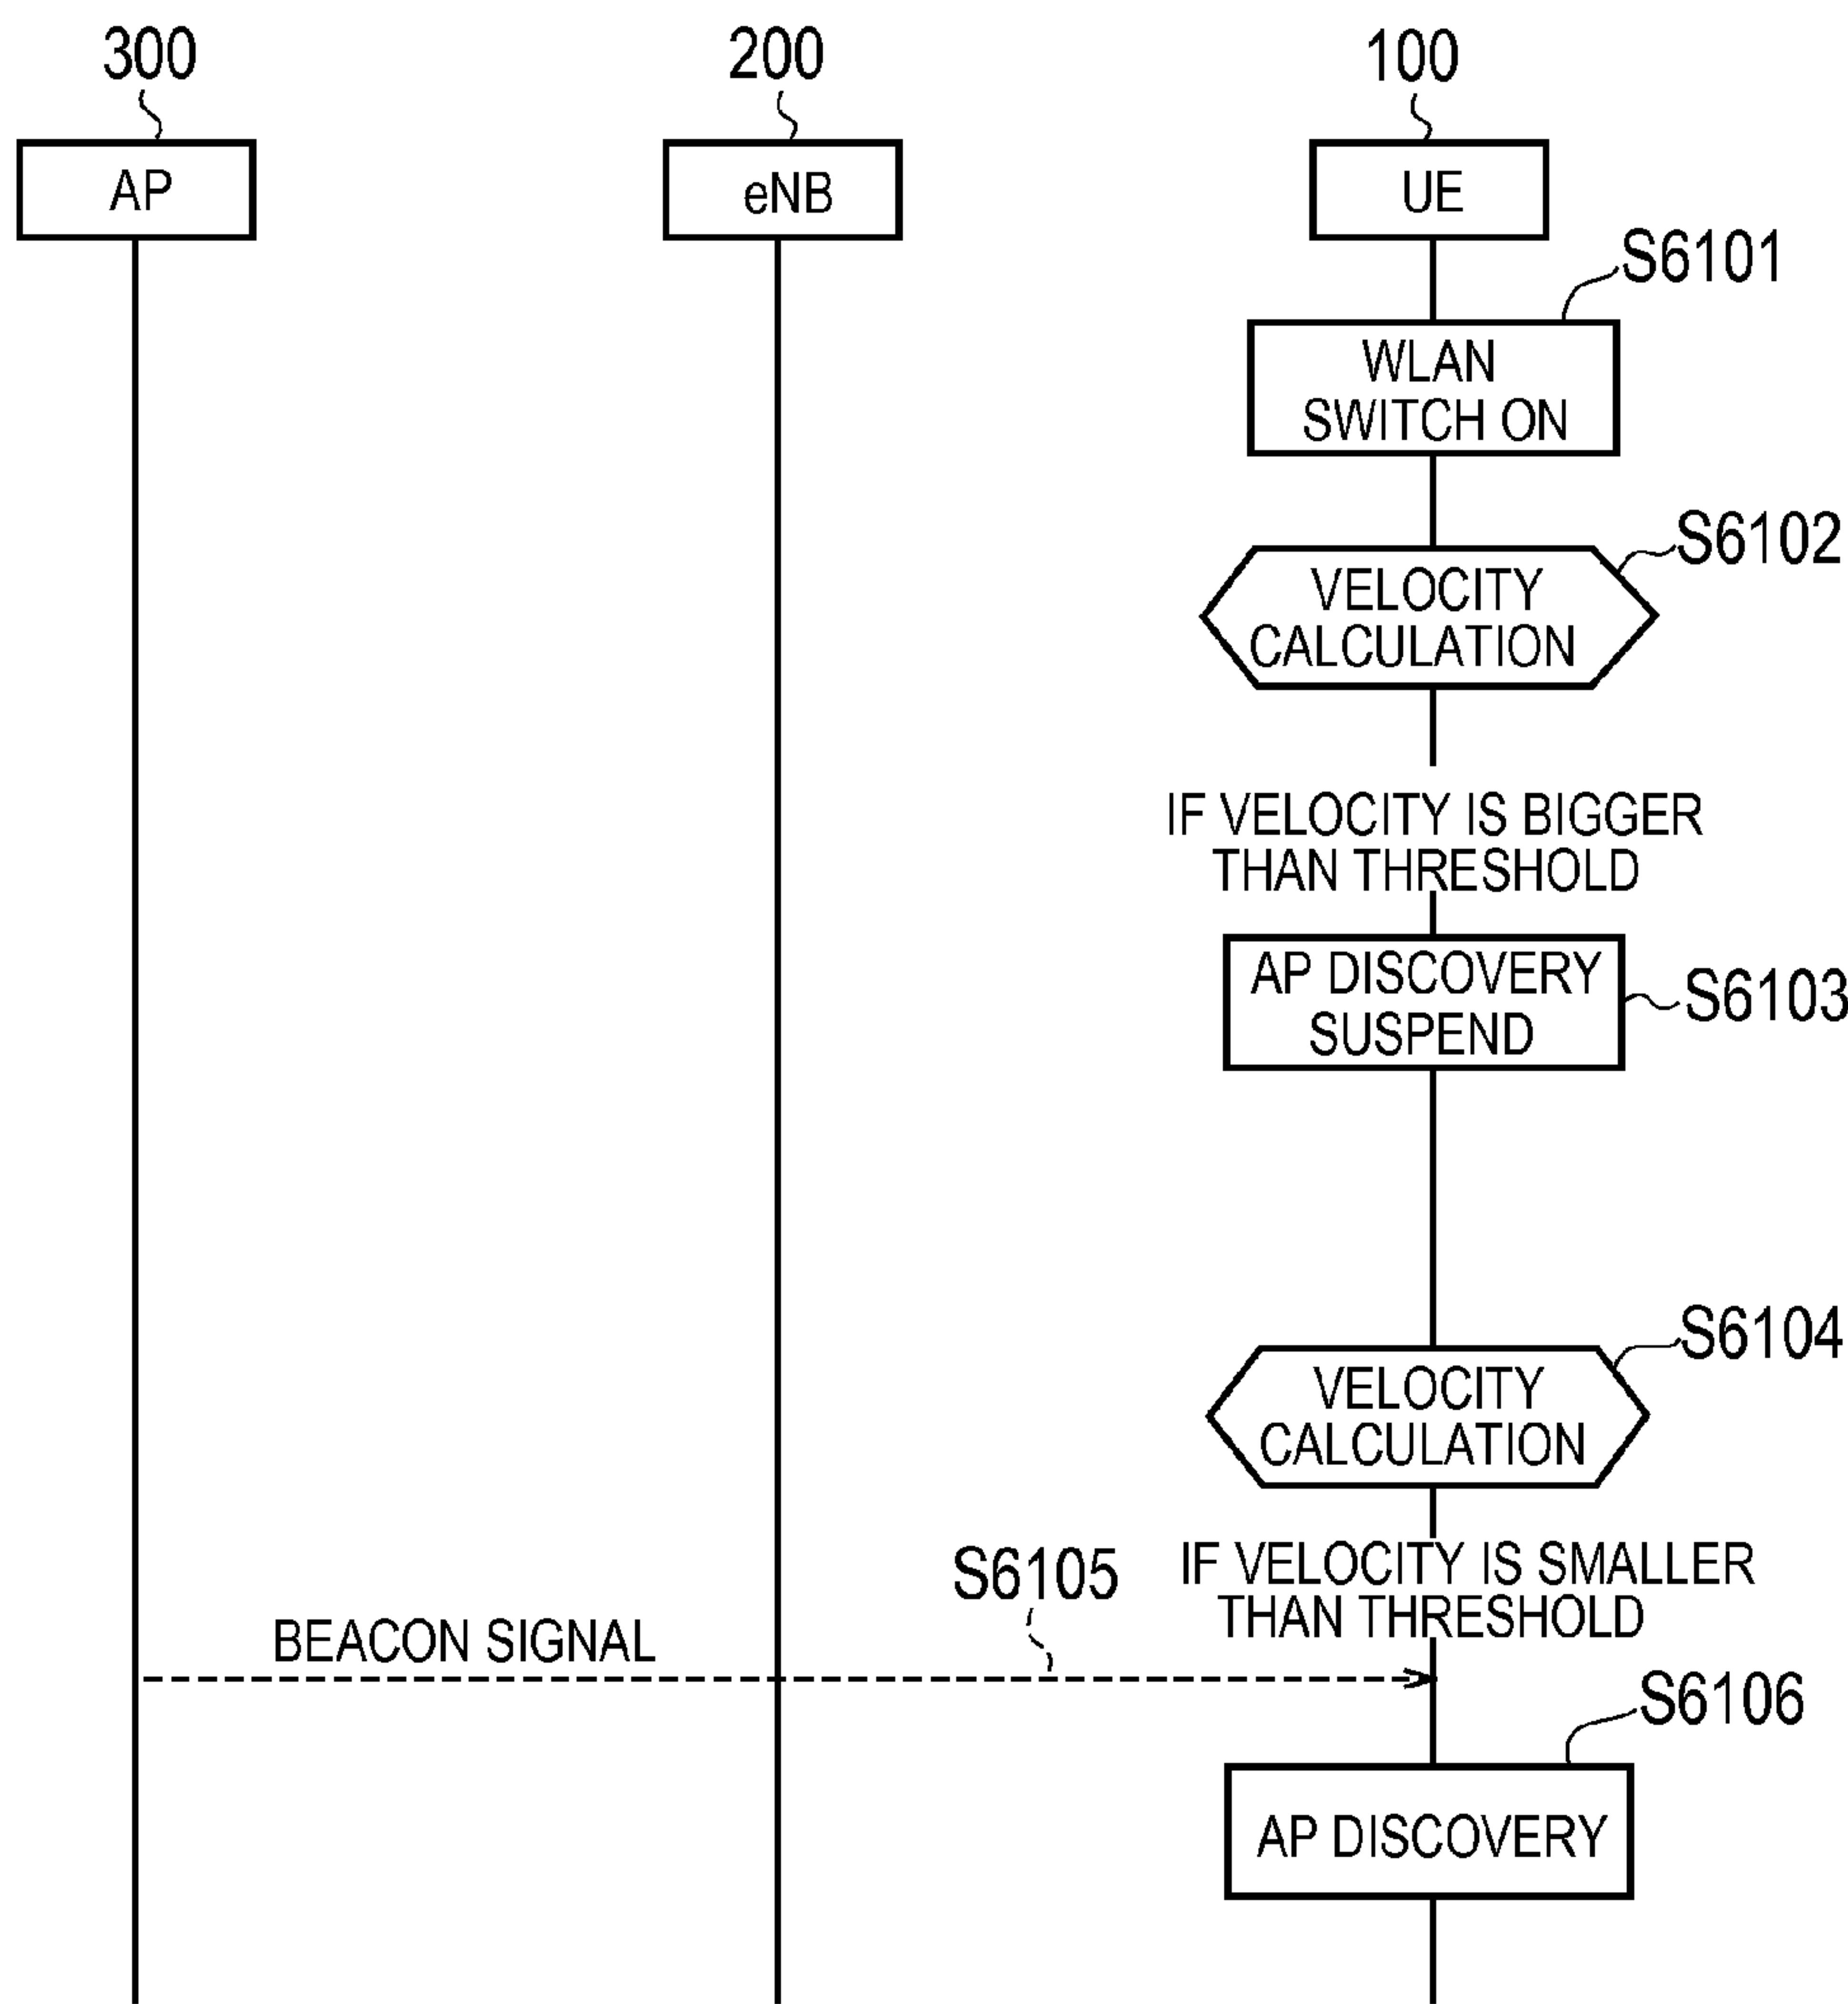 300
200
100
AP
eNB
UE
S6101
WLAN
SWITCH ON
S6102
VELOCITY
CALCULATION
IF VELOCITY IS BIGGER
THAN THRESHOLD
AP DISCOVERY
SUSPEND
S6103
S6104
VELOCITY
CALCULATION
S6105
IF VELOCITY IS SMALLER
THAN THRESHOLD
BEACON SIGNAL
S6106
AP DISCOVERY